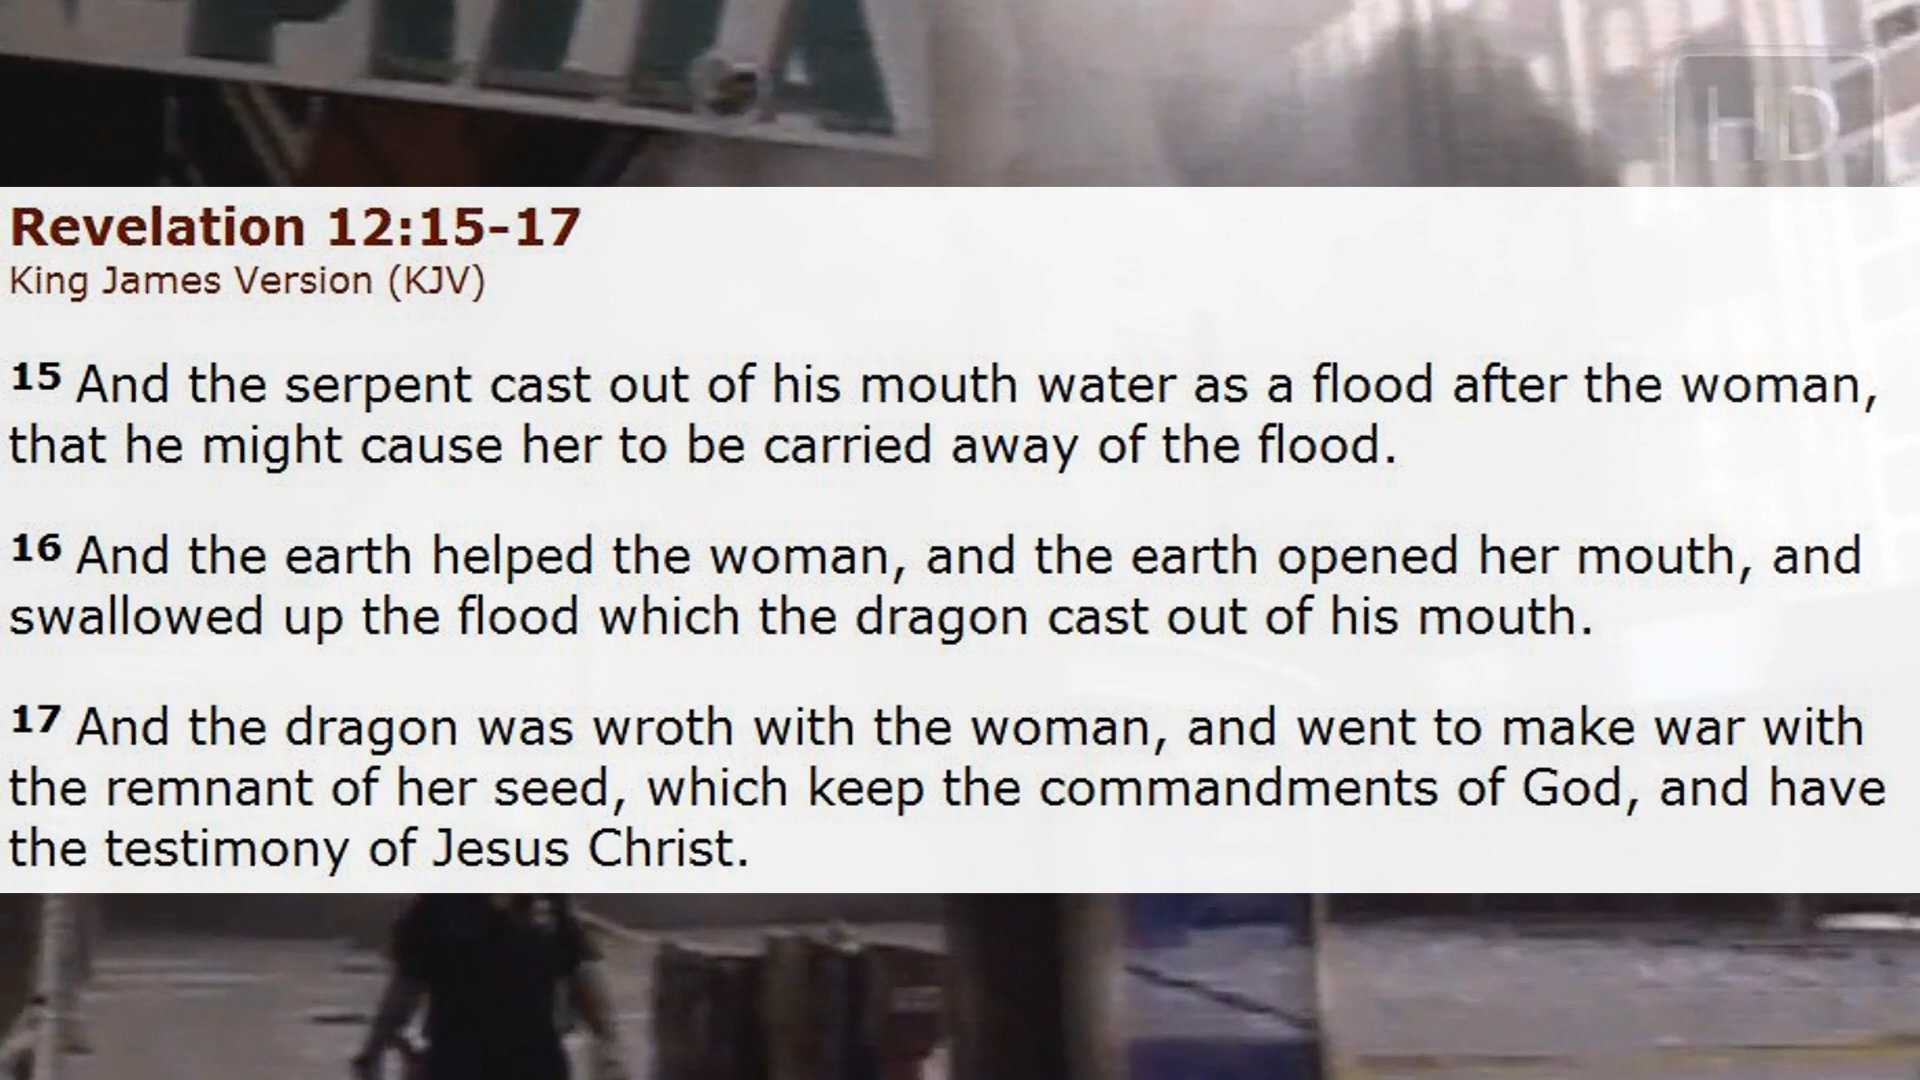 HD
Revelation 12:15-17
King James Version (KJV)
15 And the serpent cast out of his mouth water as a flood after the woman,
that he might cause her to be carried away of the flood.
16 And the earth helped the woman, and the earth opened her mouth, and
swallowed up the flood which the dragon cast out of his mouth.
17 And the dragon was wroth with the woman, and went to make war with
the remnant of her seed, which keep the commandments of God, and have
the testimony of Jesus Christ.